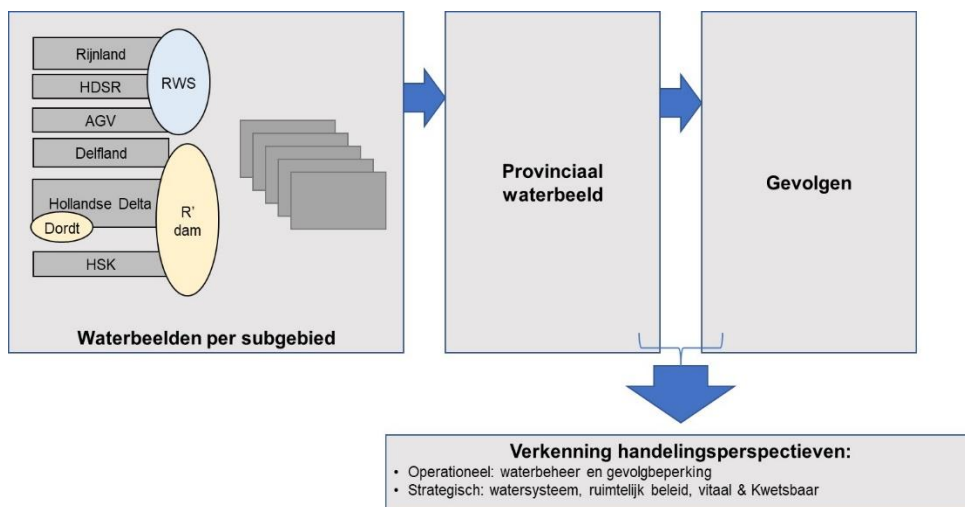 Rijnland
HDSR
AGV
Delfland
Hollandse Delta
Dordt
HSK
RWS
R'
dam
Waterbeelden per subgebied
Provinciaal
waterbeeld
Gevolgen
Verkenning handelingsperspectieven:
• Operationeel: waterbeheer en gevolgbeperking
• Strategisch: watersysteem, ruimtelijk beleid, vitaal & Kwetsbaar